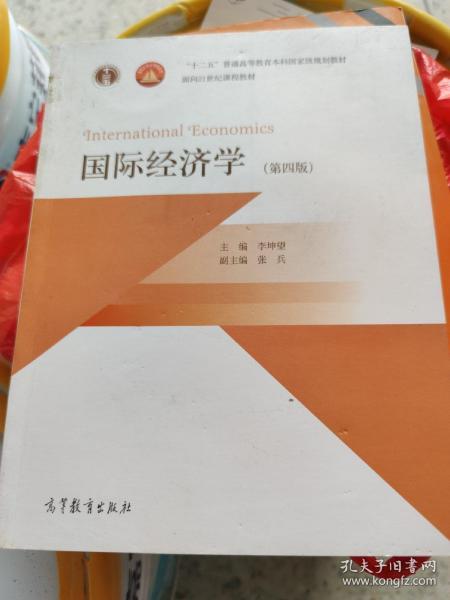 十二五
"十二五"普通高等教育本科国家级规划教材
面向21世纪课程教材
International Economics
国际经济学（第四版）
主 编 李坤望
副主编 张 兵
高等教育出版社
孔夫子旧书网
www.kongfz.com